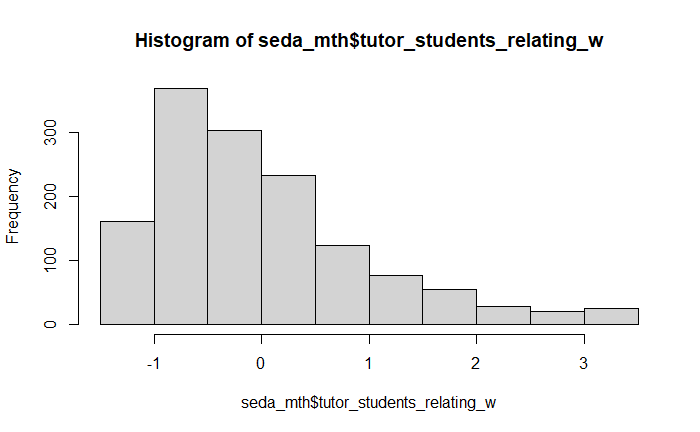 Histogram of seda_mth$tutor_students_relating_w
Frequency
300
200
100
0
-1 0 1 2 3
seda_mth$tutor_students_relating_w